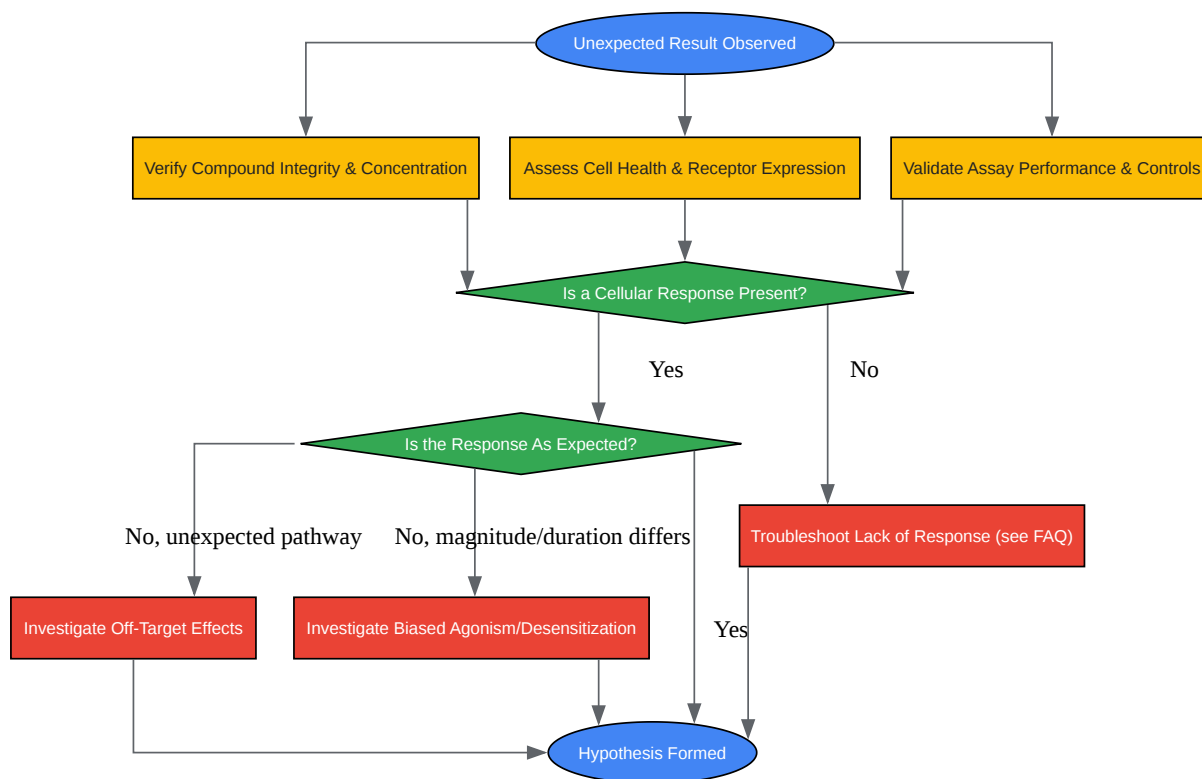 Unexpected Result Observed
Verify Compound Integrity & Concentration
Assess Cell Health & Receptor Expression
Validate Assay Performance & Controls
Is a Cellular Response Present?
Yes
No
Is the Response As Expected?
No, unexpected pathway
No, magnitude/duration differs
Troubleshoot Lack of Response (see FAQ)
Investigate Off-Target Effects
Investigate Biased Agonism/Desensitization
Yes
Hypothesis Formed